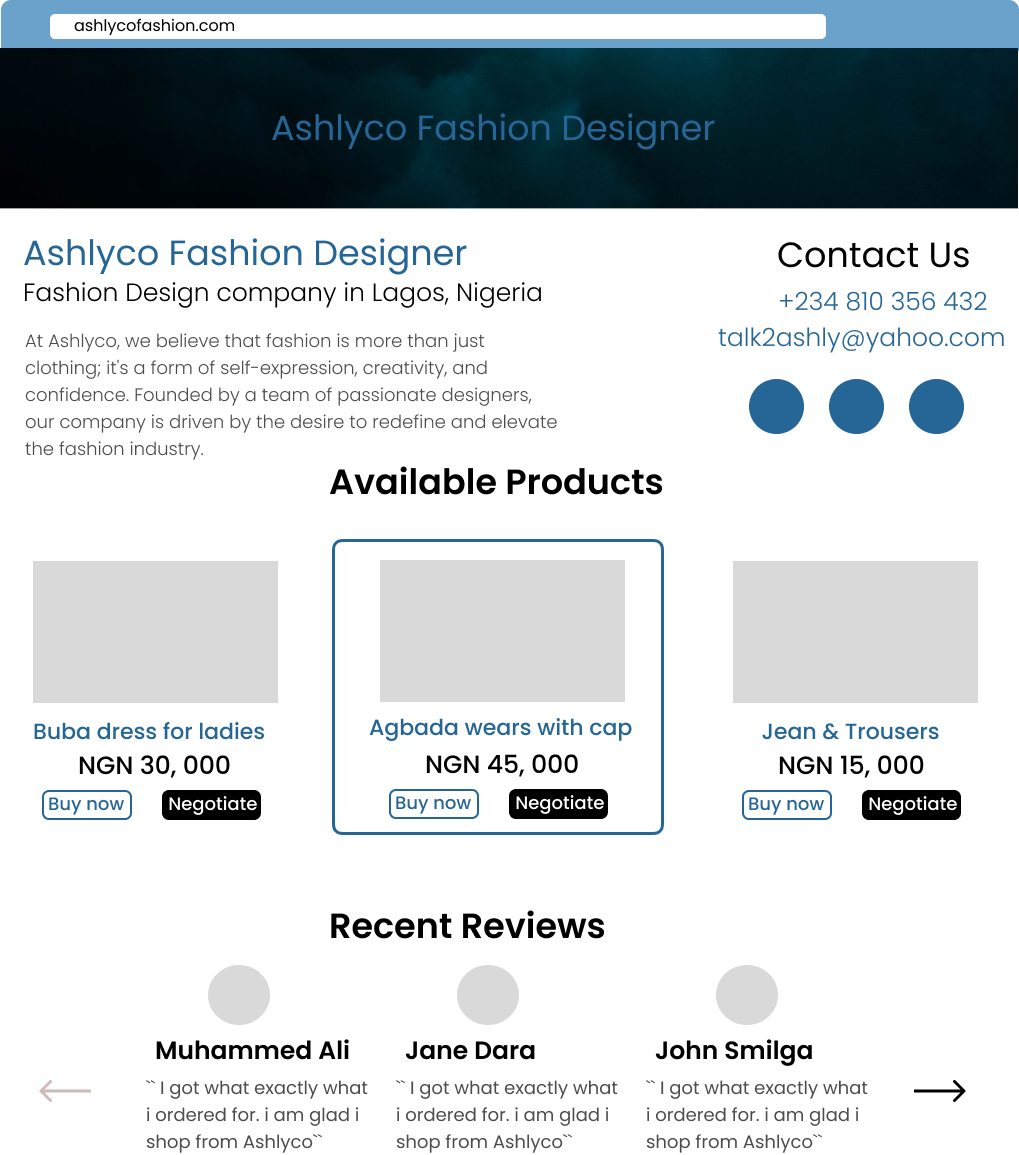 ashlycofashion.com
Ashlyco Fashion Designer
Ashlyco Fashion Designer
Fashion Design company in Lagos, Nigeria
At Ashlyco, we believe that fashion is more than just
clothing; it's a form of self-expression, creativity, and
confidence. Founded by a team of passionate designers,
our company is driven by the desire to redefine and elevate
the fashion industry.
Contact Us
+234 810 356 432
talk2ashly@yahoo.com
Available Products
Buba dress for ladies
NGN 30, 000
Buy now
Negotiate
Agbada wears with cap
NGN 45, 000
Buy now
Negotiate
Jean & Trousers
NGN 15, 000
Buy now
Negotiate
Recent Reviews
Muhammed Ali
`` I got what exactly what
i ordered for. i am glad i
shop from Ashlyco``
Jane Dara
`` I got what exactly what
i ordered for. i am glad i
shop from Ashlyco``
John Smilga
`` I got what exactly what
i ordered for. i am glad i
shop from Ashlyco``